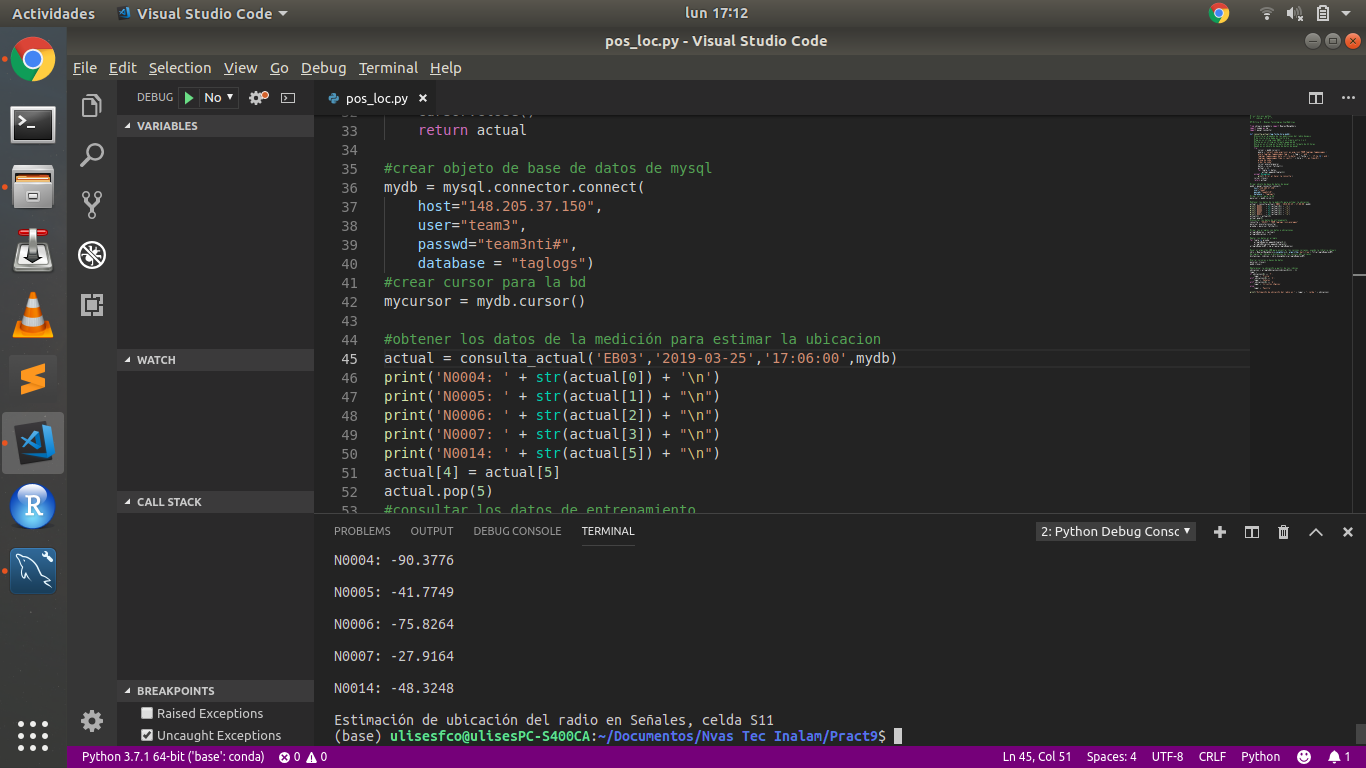 Actividades
Visual Studio Code
lun 17:12
pos_loc.py - Visual Studio Code
File Edit Selection View Go Debug Terminal Help
DEBUG No
pos_loc.py
VARIABLES
WATCH
CALL STACK
BREAKPOINTS
Raised Exceptions
Uncaught Exceptions
33 return actual
34
35 #crear objeto de base de datos de mysql
36 mydb = mysql.connector.connect(
37 host="148.205.37.150",
38 user="team3",
39 passwd="team3nti#",
40 database = "taglogs")
41 #crear cursor para la bd
42 mycursor = mydb.cursor()
43
44 #obtener los datos de la medición para estimar la ubicacion
45 actual = consulta_actual('EB03','2019-03-25','17:06:00',mydb)
46 print('N0004: ' + str(actual[0]) + '\n')
47 print('N0005: ' + str(actual[1]) + "\n")
48 print('N0006: ' + str(actual[2]) + "\n")
49 print('N0007: ' + str(actual[3]) + "\n")
50 print('N0014: ' + str(actual[5]) + "\n")
51 actual[4] = actual[5]
52 actual.pop(5)
53 #consultar los datos de entrenamiento
PROBLEMS OUTPUT DEBUG CONSOLE TERMINAL
2: Python Debug Consc
N0004: -90.3776
N0005: -41.7749
N0006: -75.8264
N0007: -27.9164
N0014: -48.3248
Estimación de ubicación del radio en Señales, celda S11
(base) ulisesfco@ulisesPC-S400CA:~/Documentos/Nvas Tec Inalam/Pract9$
Python 3.7.1 64-bit ('base': conda) 0 0
Ln 45, Col 51 Spaces: 4 UTF-8 CRLF Python 1